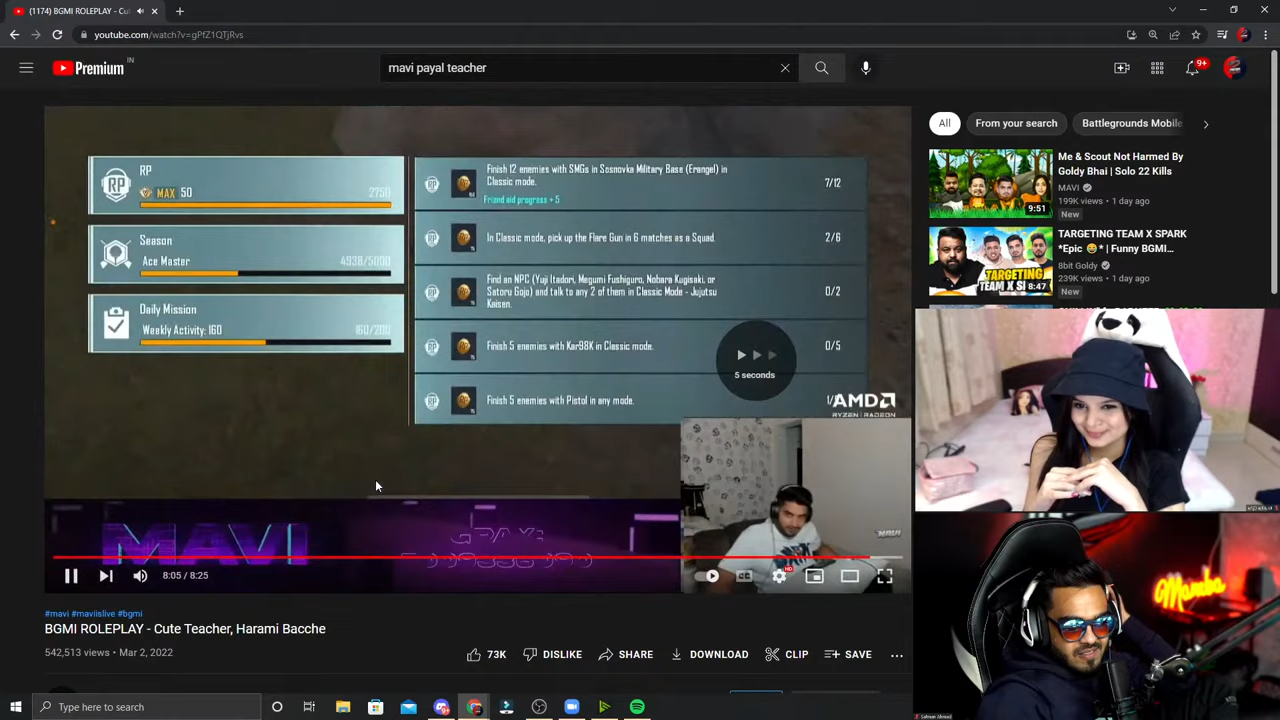 (1174) BGMI ROLEPLAY - Cu
youtube.com/watch?v=gPfZ1QTjRvs
Premium IN
mavi payal teacher
9+
RP
MAX 50
2750
Season
Ace Master
4938/5000
Daily Mission
Weekly Activity: 160
160/200
Finish 12 enemies with SMGs in Sosnovka Military Base (Erangel) in
Classic mode.
Friend aid progress + 5
7/12
In Classic mode, pick up the Flare Gun in 6 matches as a Squad.
2/6
Find an NPC (Yuji Itadori, Megumi Fushiguro, Nobara Kugisaki, or
Satoru Gojo) and talk to any 2 of them in Classic Mode - Jujutsu
Kaisen.
0/2
Finish 5 enemies with Kar98K in Classic mode.
0/5
5 seconds
Finish 5 enemies with Pistol in any mode.
1/
AMD
RYZEN RADEON
MAVI
MAVI
8:05 / 8:25
HD
#mavi #maviislive #bgmi
BGMI ROLEPLAY - Cute Teacher, Harami Bacche
542,513 views • Mar 2, 2022
73K
DISLIKE
SHARE
DOWNLOAD
CLIP
SAVE
All
From your search
Battlegrounds Mobile
Me & Scout Not Harmed By
Goldy Bhai | Solo 22 Kills
MAVI
199K views • 1 day ago
New
9:51
TARGETING TEAM X SPARK
*Epic 😂* | Funny BGMI...
8bit Goldy
239K views • 1 day ago
New
TARGETING
8:47
Mamba
Salman Ahmad
Type here to search